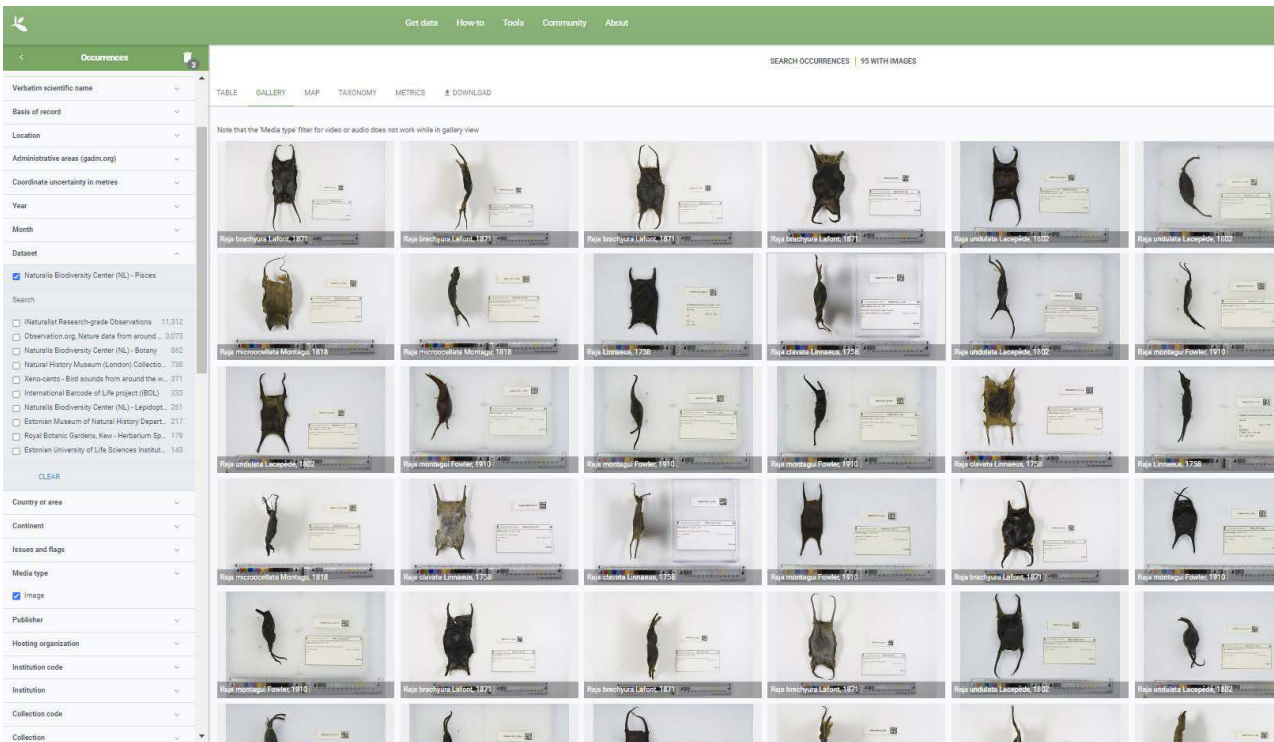 Get data How-to Tools Community About
Occurrences
3
SEARCH OCCURRENCES | 95 WITH IMAGES
Verbatim scientific name
Basis of record
Location
Administrative areas (gadm.org)
Coordinate uncertainty in metres
Year
Month
Dataset
Naturalis Biodiversity Center (NL) - Pisces
Search
iNaturalist Research-grade Observations 11,312
Observation.org, Nature data from around ... 3,073
Naturalis Biodiversity Center (NL) - Botany 882
Natural History Museum (London) Collectio... 738
Xeno-canto - Bird sounds from around the w... 371
International Barcode of Life project (iBOL) 335
Naturalis Biodiversity Center (NL) - Lepidopt... 261
Estonian Museum of Natural History Depart... 217
Royal Botanic Gardens, Kew - Herbarium Sp... 179
Estonian University of Life Sciences Institut... 143
CLEAR
Country or area
Continent
Issues and flags
Media type
Image
Publisher
Hosting organization
Institution code
Institution
Collection code
Collection
TABLE GALLERY MAP TAXONOMY METRICS DOWNLOAD
Note that the 'Media type' filter for video or audio does not work while in gallery view
Raja brachyura Lafont, 1871
Raja brachyura Lafont, 1871
Raja brachyura Lafont, 1871
Raja brachyura Lafont, 1871
Raja undulata Lacepède, 1802
Raja undulata Lacepède, 1802
Raja microocellata Montagu, 1818
Raja microocellata Montagu, 1818
Raja Linnaeus, 1758
Raja clavata Linnaeus, 1758
Raja undulata Lacepède, 1802
Raja montagui Fowler, 1910
Raja undulata Lacepède, 1802
Raja montagui Fowler, 1910
Raja montagui Fowler, 1910
Raja montagui Fowler, 1910
Raja clavata Linnaeus, 1758
Raja Linnaeus, 1758
Raja microocellata Montagu, 1818
Raja clavata Linnaeus, 1758
Raja clavata Linnaeus, 1758
Raja montagui Fowler, 1910
Raja brachyura Lafont, 1871
Raja montagui Fowler, 1910
Raja montagui Fowler, 1910
Raja brachyura Lafont, 1871
Raja brachyura Lafont, 1871
Raja brachyura Lafont, 1871
Raja undulata Lacepède, 1802
Raja undulata Lacepède, 1802